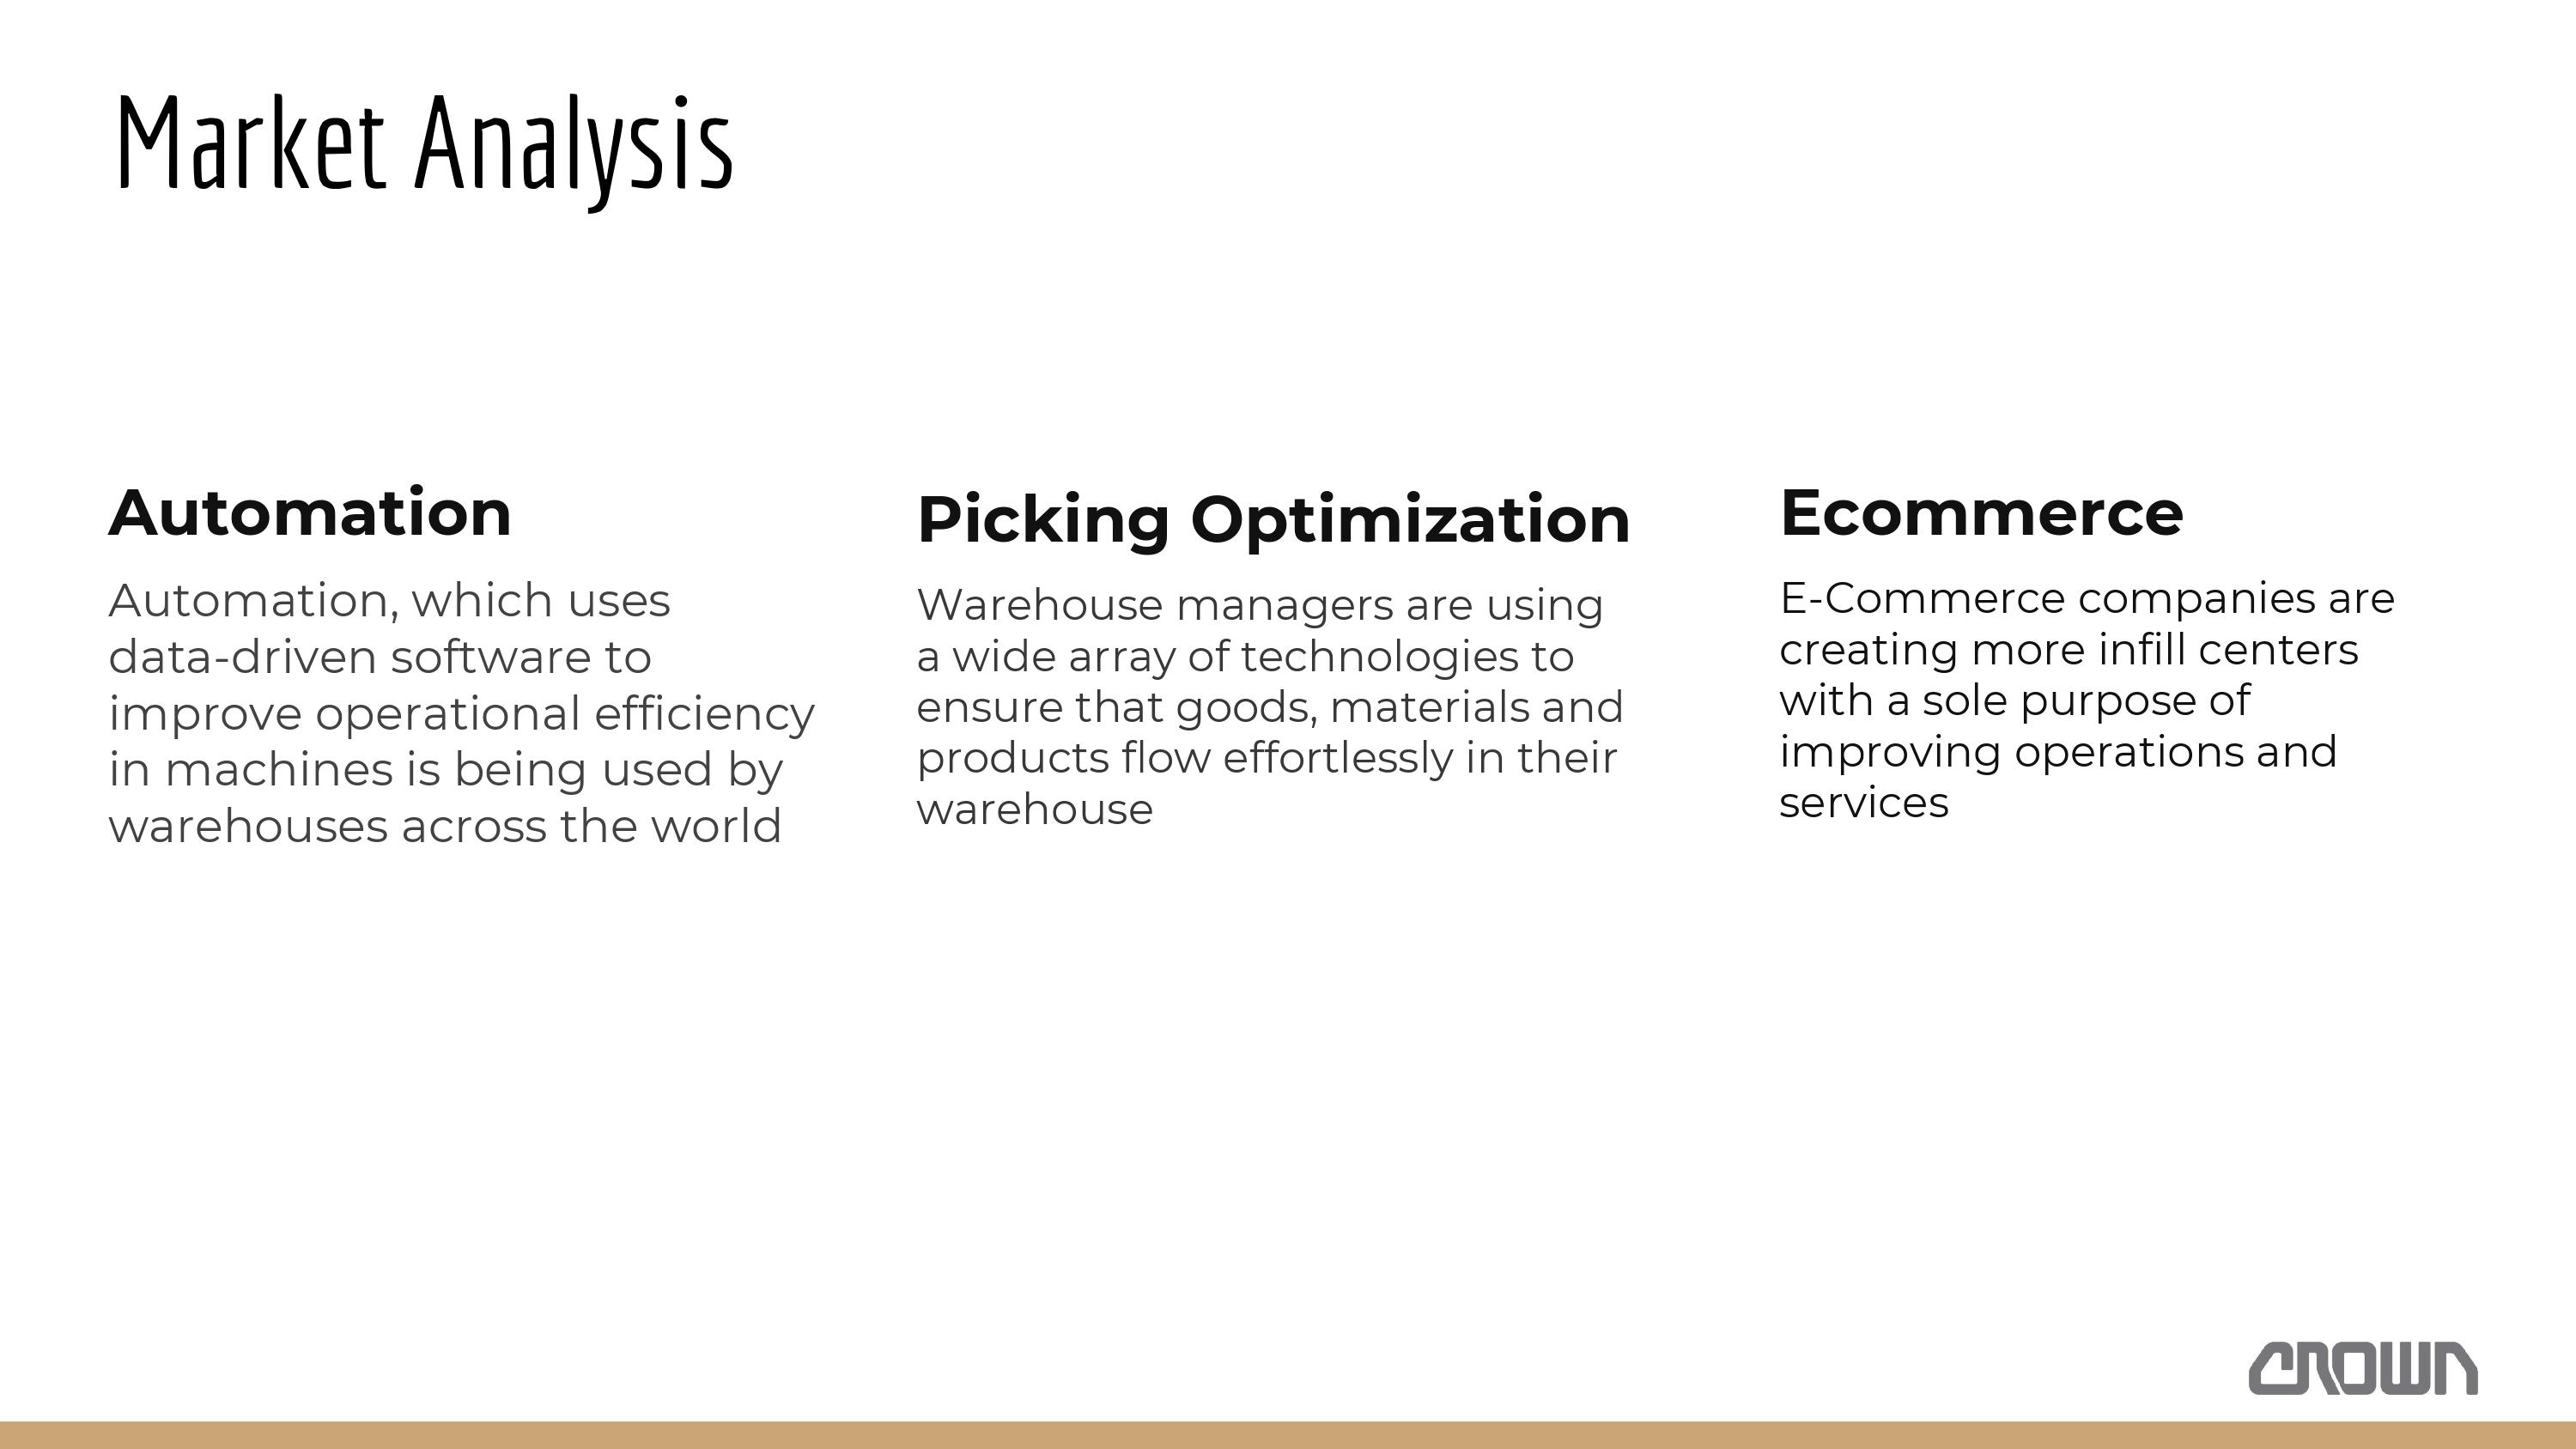 Market Analysis
Automation
Automation, which uses
data-driven software to
improve operational efficiency
in machines is being used by
warehouses across the world
Picking Optimization
Warehouse managers are using
a wide array of technologies to
ensure that goods, materials and
products flow effortlessly in their
warehouse
Ecommerce
E-Commerce companies are
creating more infill centers
with a sole purpose of
improving operations and
services
CROWN